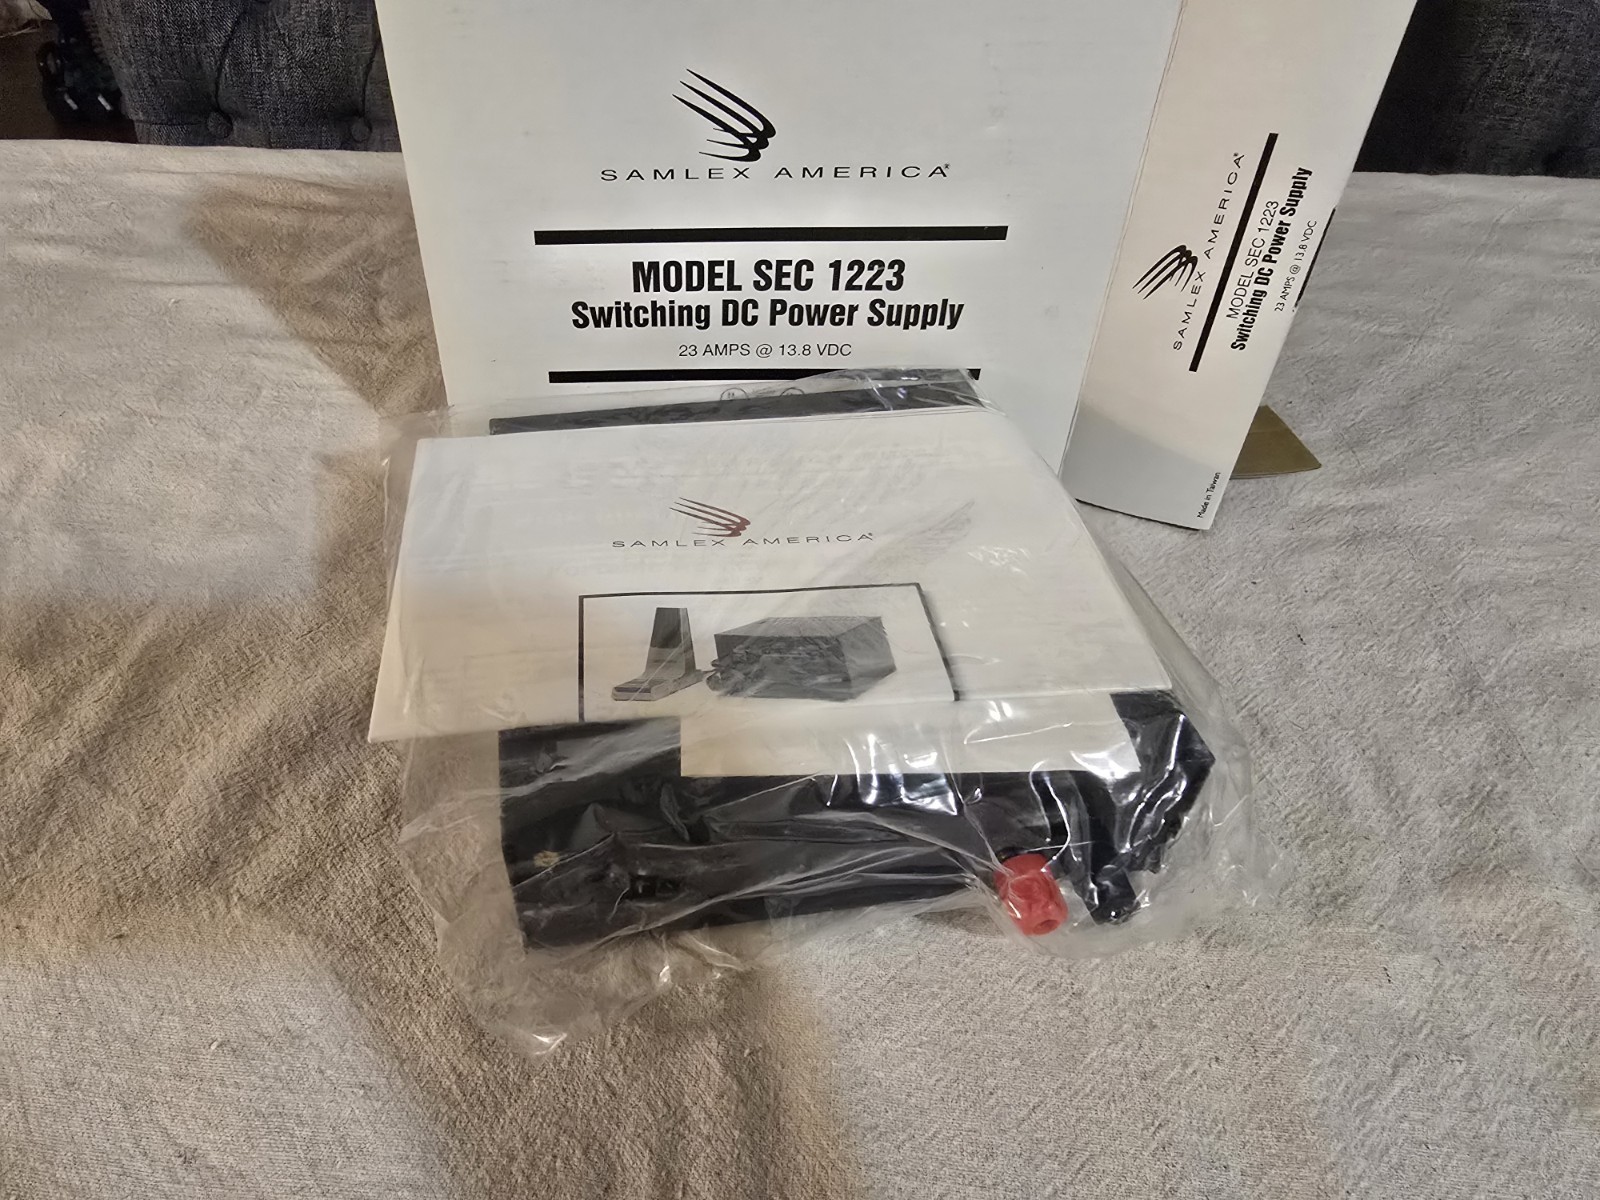 SAMLEX AMERICA®
MODEL SEC 1223
Switching DC Power Supply
23 AMPS @ 13.8 VDC
SAMLEX AMERICA®
MODEL SEC 1223
Switching DC Power Supply
23 AMPS @ 13.8 VDC
Made in Taiwan
SAMLEX AMERICA®